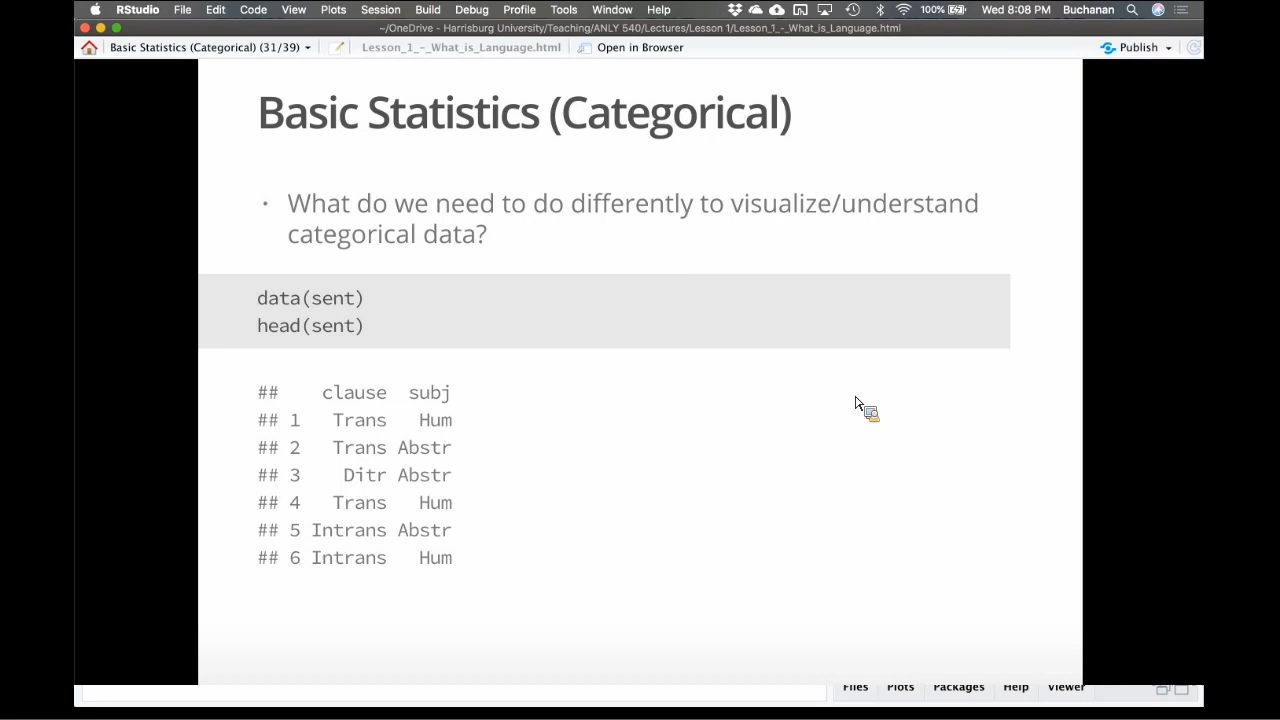 RStudio File Edit Code View Plots Session Build Debug Profile Tools Window Help 100% Wed 8:08 PM Buchanan
~/OneDrive - Harrisburg University/Teaching/ANLY 540/Lectures/Lesson 1/Lesson_1_-_What_is_Language.html
Basic Statistics (Categorical) (31/39) Lesson_1_-_What_is_Language.html Open in Browser Publish
Basic Statistics (Categorical)
• What do we need to do differently to visualize/understand
categorical data?
data(sent)
head(sent)
## clause subj
## 1 Trans Hum
## 2 Trans Abstr
## 3 Ditr Abstr
## 4 Trans Hum
## 5 Intrans Abstr
## 6 Intrans Hum
Files Plots Packages Help Viewer